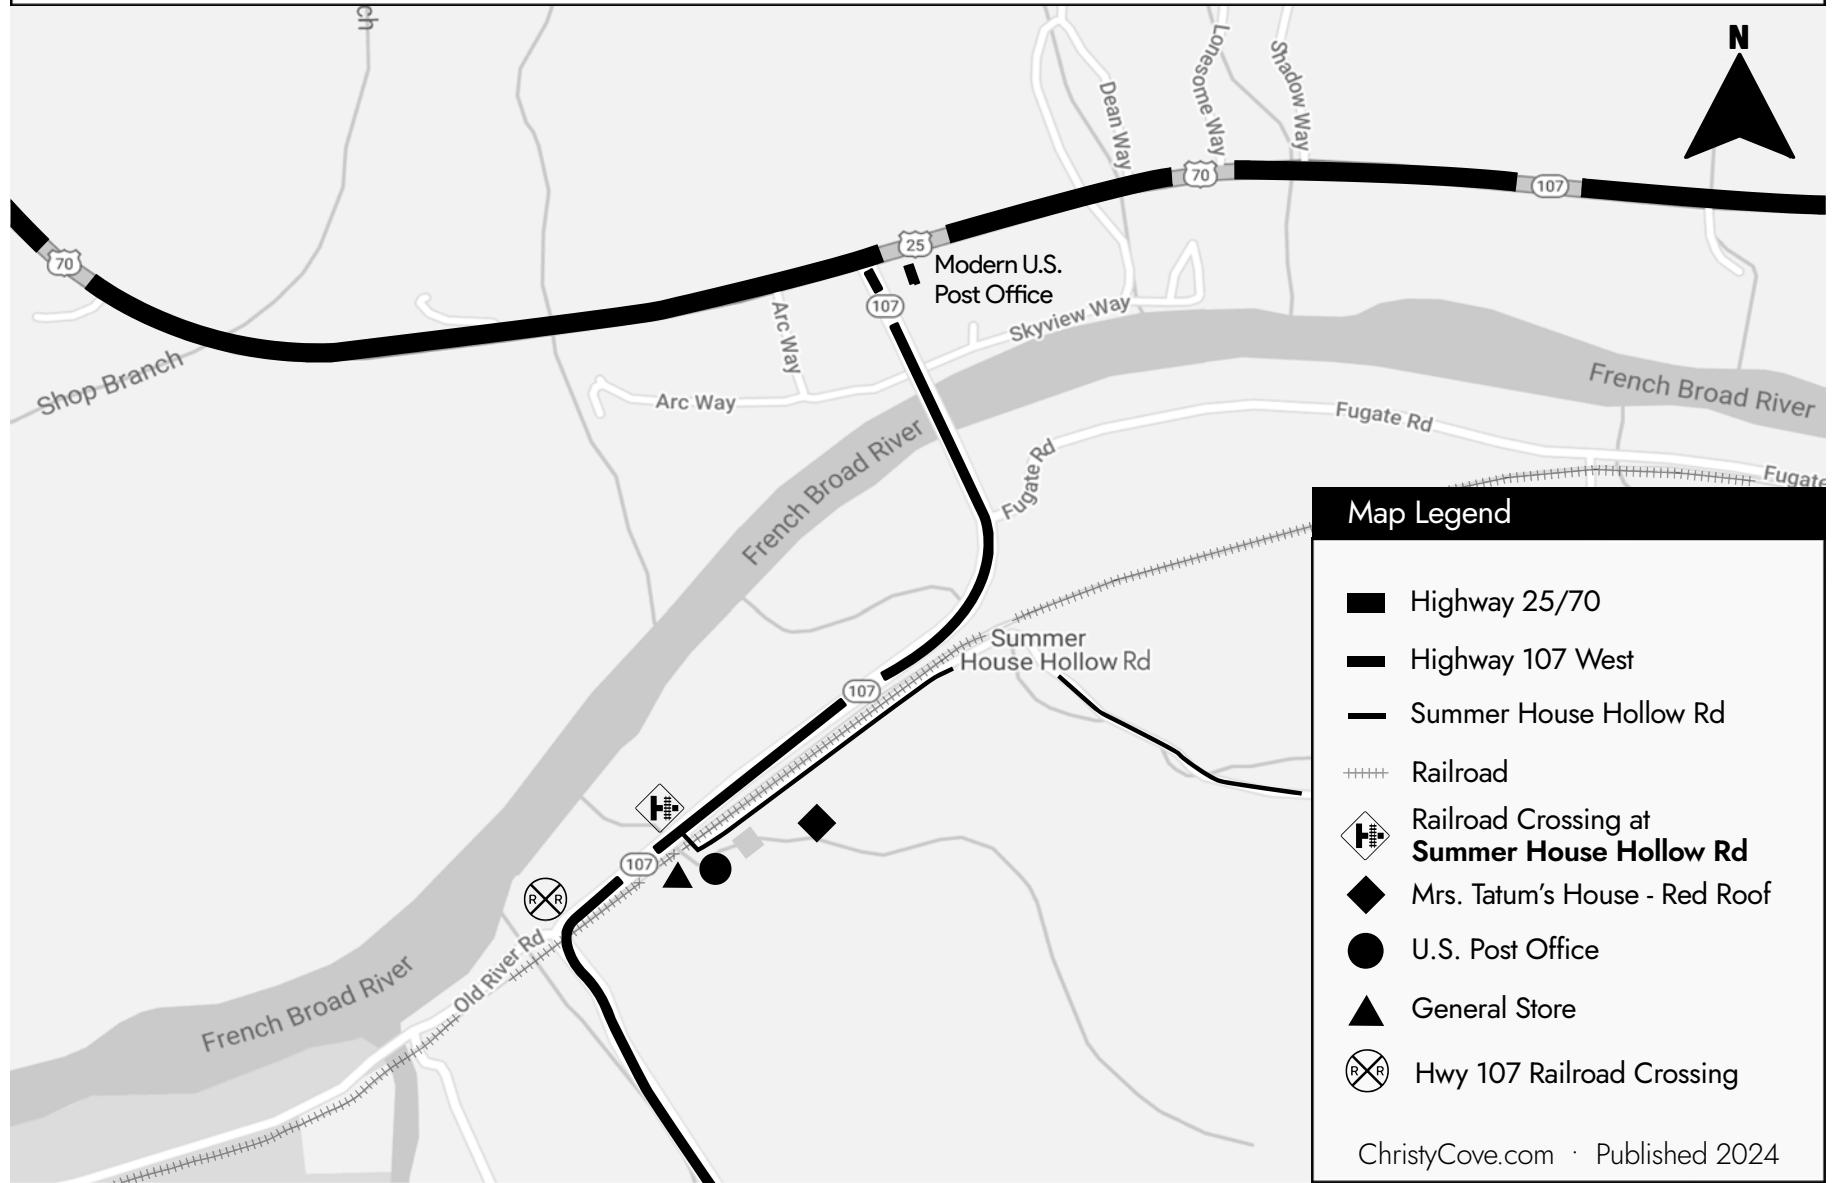 ch
N
Dean Way
Lonesome Way
Shadow Way
70
107
25
70
Modern U.S.
Post Office
107
Arc Way
Skyview Way
Shop Branch
Arc Way
French Broad River
Fugate Rd
Fugate Rd
French Broad River
Fugate
Summer
House Hollow Rd
107
107
R R
Old River Rd
French Broad River
Map Legend
Highway 25/70
Highway 107 West
Summer House Hollow Rd
Railroad
Railroad Crossing at
Summer House Hollow Rd
Mrs. Tatum's House - Red Roof
U.S. Post Office
General Store
R R
Hwy 107 Railroad Crossing
ChristyCove.com · Published 2024